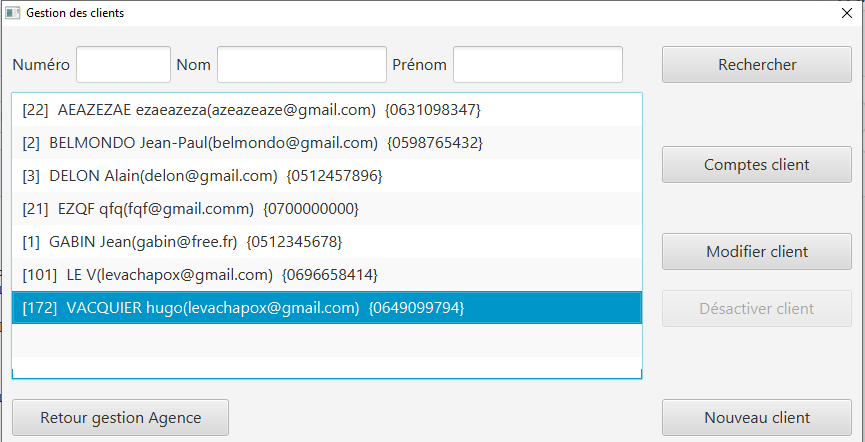 Gestion des clients
Numéro Nom Prénom Rechercher
[22] AEAZEZAE ezaeazeza(azeazeaze@gmail.com) {0631098347}
[2] BELMONDO Jean-Paul(belmondo@gmail.com) {0598765432}
[3] DELON Alain(delon@gmail.com) {0512457896}
[21] EZQF qfq(fqf@gmail.comm) {0700000000}
[1] GABIN Jean(gabin@free.fr) {0512345678}
[101] LE V(levachapox@gmail.com) {0696658414}
[172] VACQUIER hugo(levachapox@gmail.com) {0649099794}
Comptes client
Modifier client
Désactiver client
Retour gestion Agence
Nouveau client